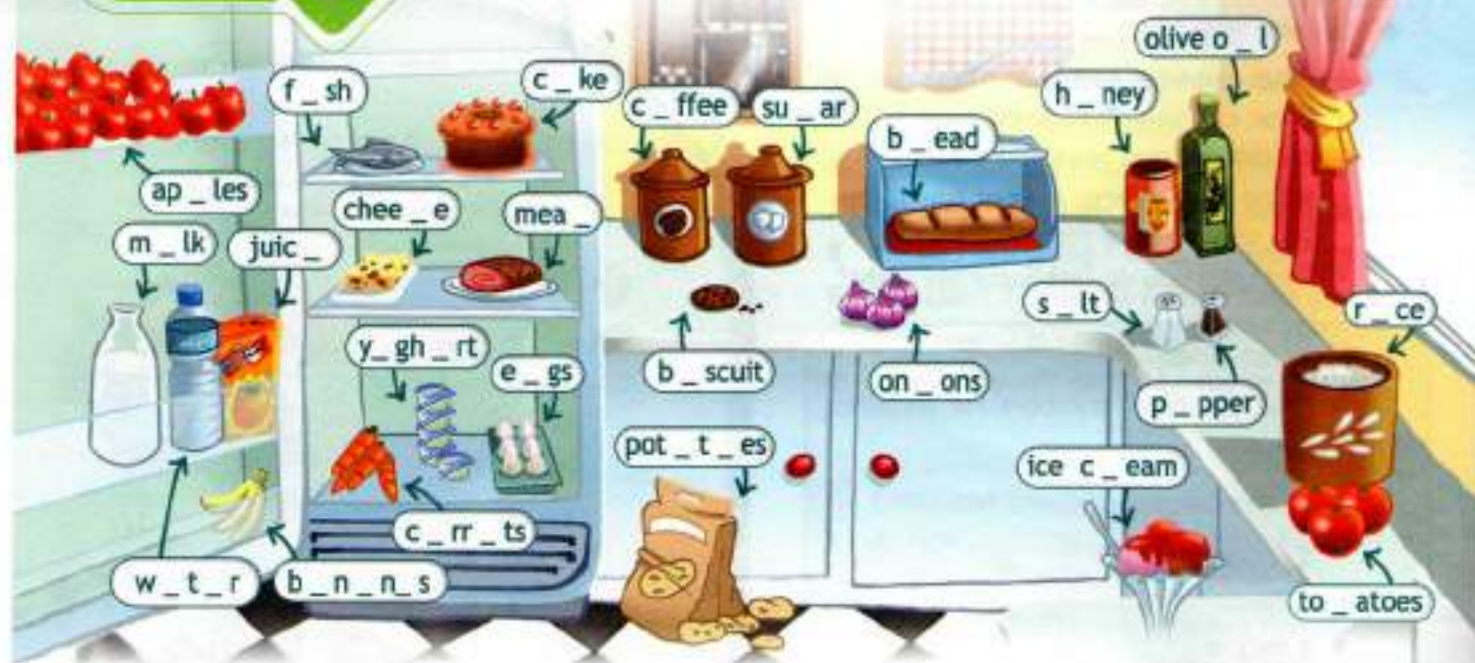 olive o _ l
f _ sh
c _ ke
c _ ffee
su _ ar
h _ ney
b _ ead
ap _ les
chee _ e
mea _
m _ lk
juic _
s _ lt
r _ ce
y_ gh _ rt
e _ gs
b _ scuit
on _ ons
p _ pper
pot _ t _ es
ice c _ eam
c _ rr _ ts
w _ t _ r
b _ n _ n_ s
to _ atoes